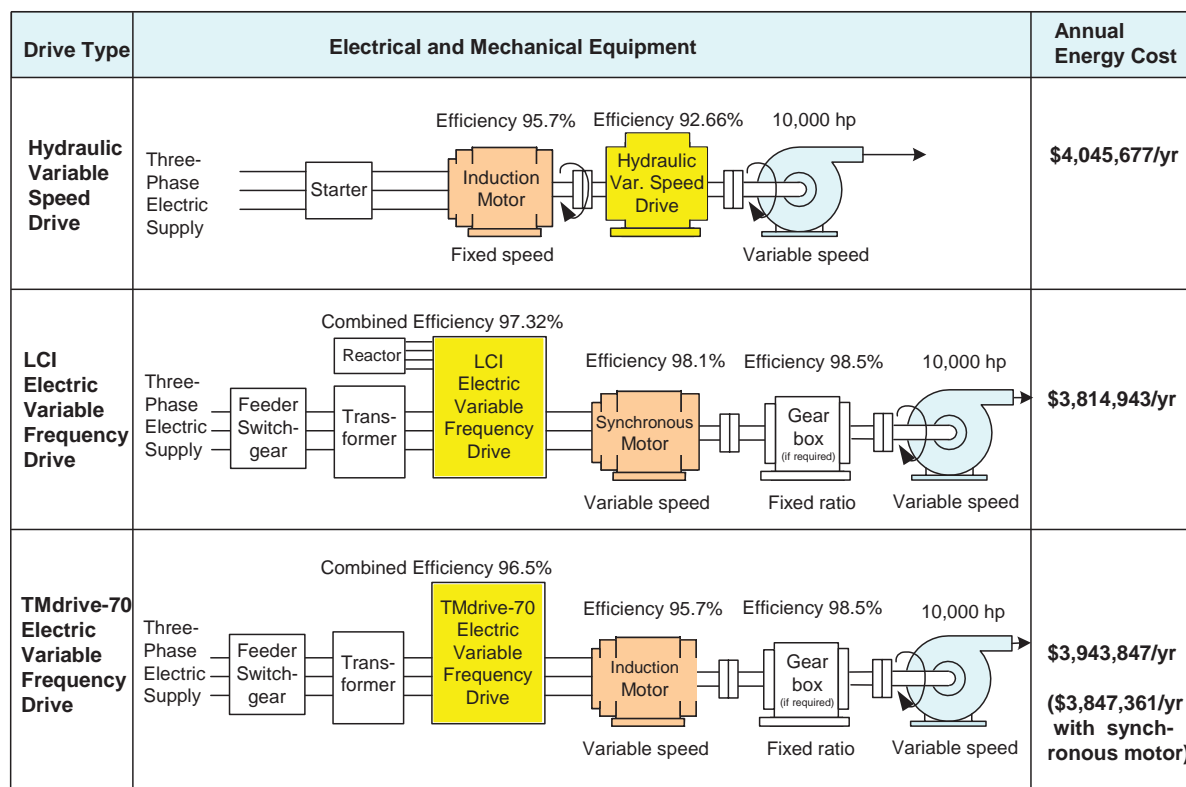 Drive Type
Electrical and Mechanical Equipment
Annual
Energy Cost
Hydraulic
Variable
Speed
Drive
Three-
Phase
Electric
Supply
Starter
Efficiency 95.7%
Induction
Motor
Fixed speed
Efficiency 92.66%
Hydraulic
Var. Speed
Drive
10,000 hp
Variable speed
$4,045,677/yr
LCI
Electric
Variable
Frequency
Drive
Three-
Phase
Electric
Supply
Feeder
Switch-
gear
Combined Efficiency 97.32%
Reactor
Trans-
former
LCI
Electric
Variable
Frequency
Drive
Efficiency 98.1%
Synchronous
Motor
Variable speed
Efficiency 98.5%
Gear
box
(if required)
Fixed ratio
10,000 hp
Variable speed
$3,814,943/yr
TMdrive-70
Electric
Variable
Frequency
Drive
Three-
Phase
Electric
Supply
Feeder
Switch-
gear
Combined Efficiency 96.5%
Trans-
former
TMdrive-70
Electric
Variable
Frequency
Drive
Efficiency 95.7%
Induction
Motor
Variable speed
Efficiency 98.5%
Gear
box
(if required)
Fixed ratio
10,000 hp
Variable speed
$3,943,847/yr
($3,847,361/yr
with synch-
ronous motor)